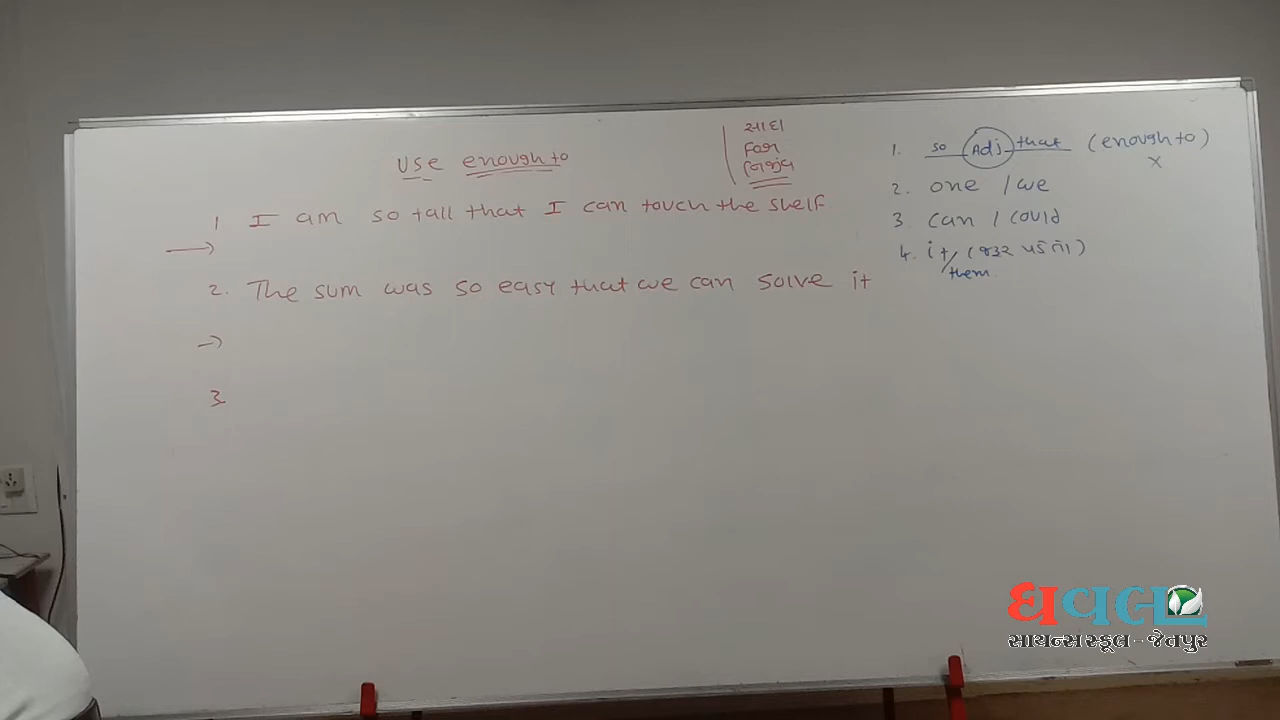 Use enough to
સાદા
For
નિર્જીવ
1 I am so tall that I can touch the shelf
→
2. The sum was so easy that we can solve it
→
3.
1. so Adj that (enough to)
x
2. one / we
3 can / could
4. it / (જરૂર પડે તો)
them.
ધવલ
સાયન્સ સ્કૂલ - જેતપુર